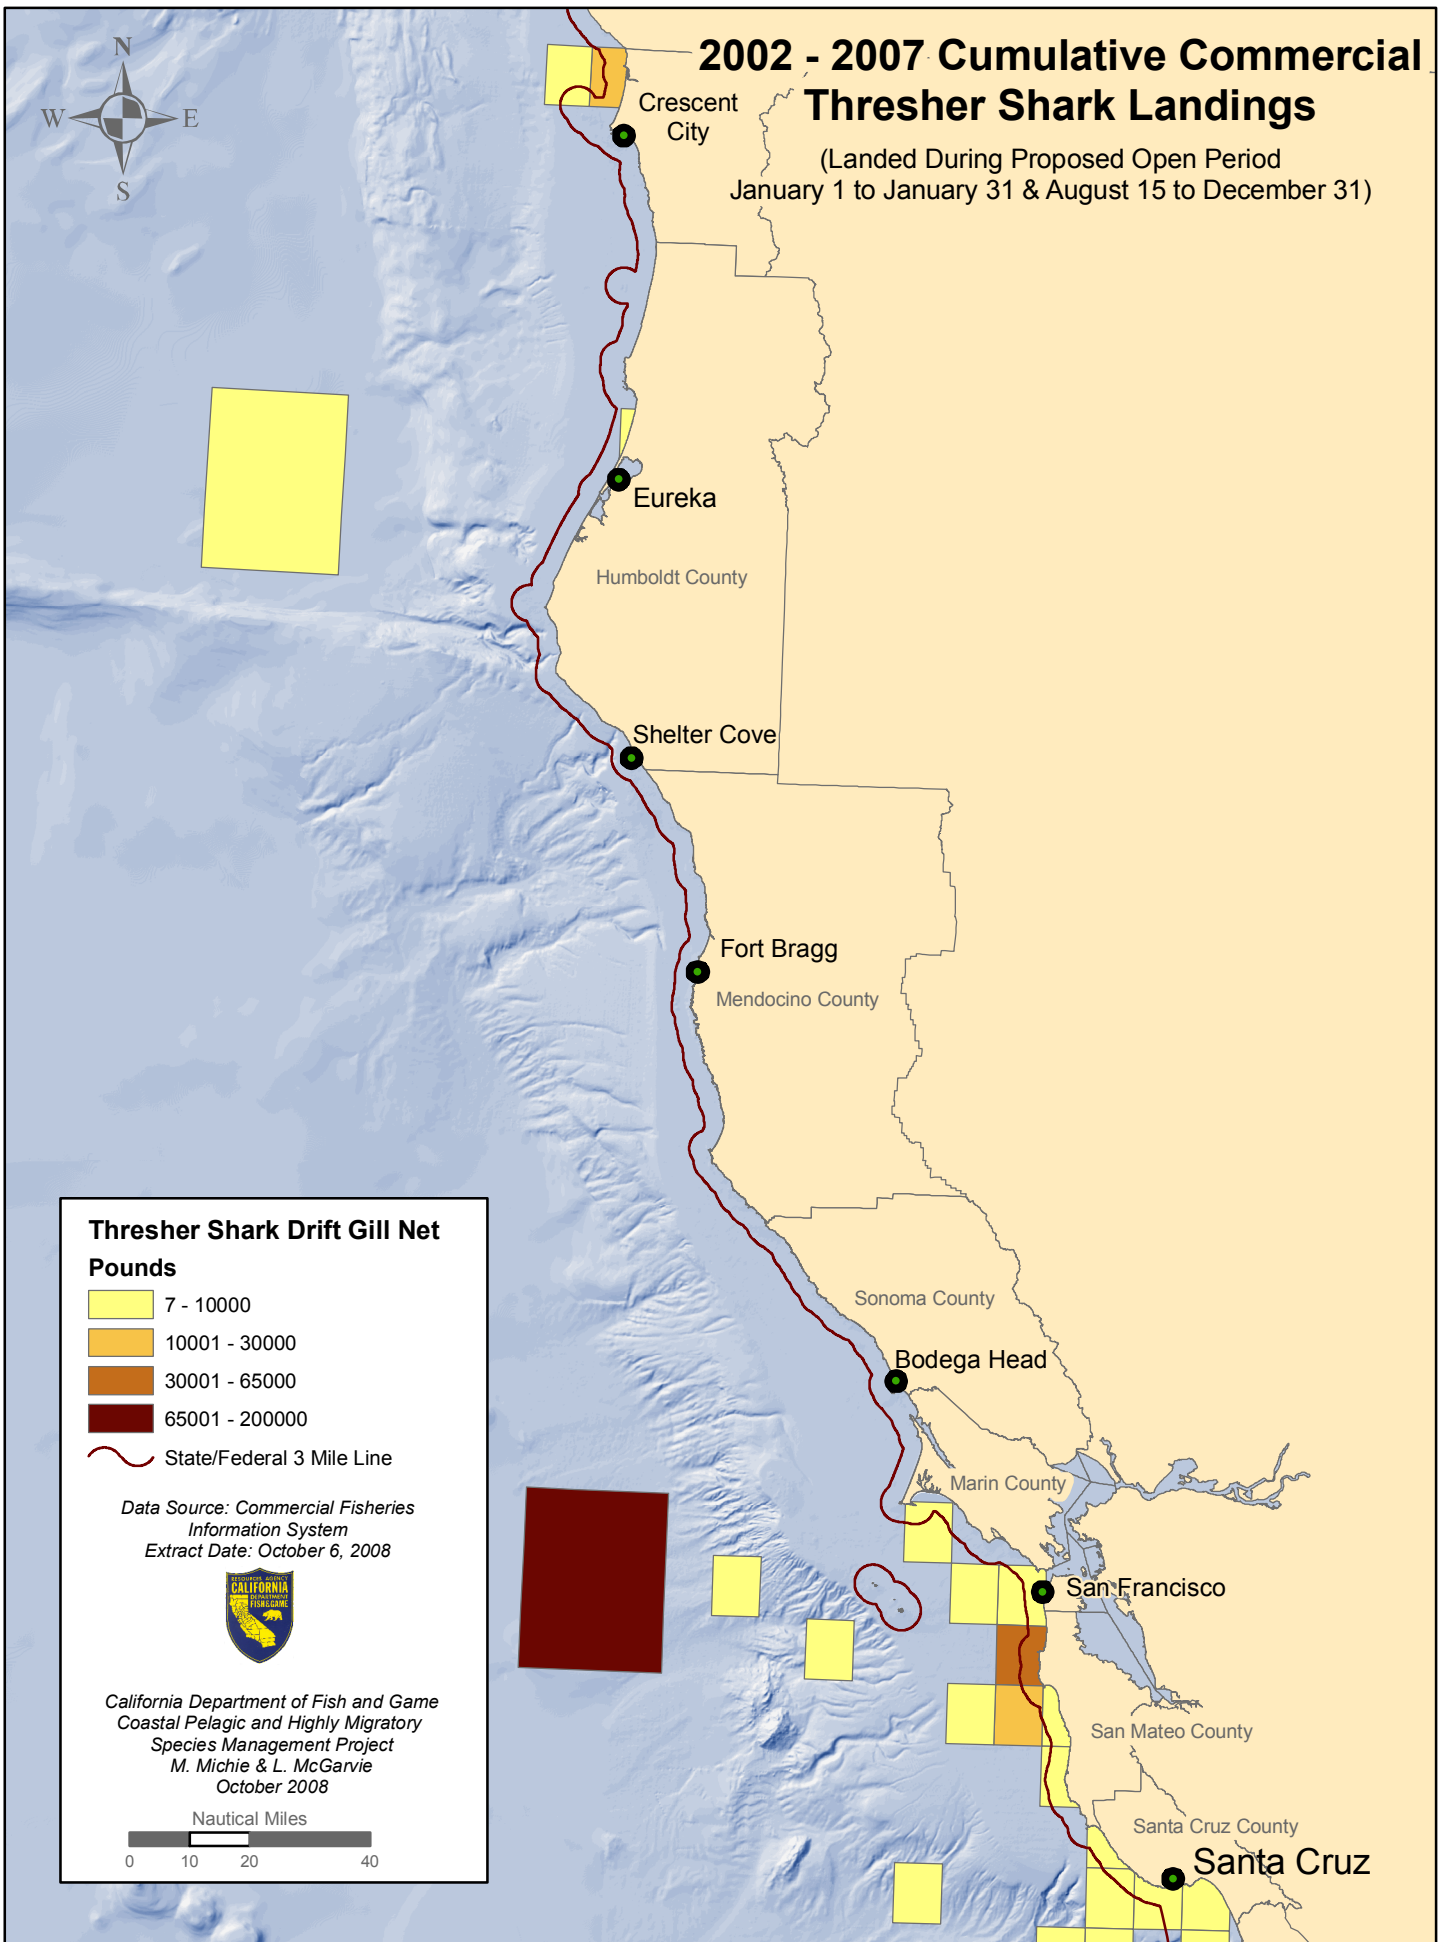 2002 - 2007 Cumulative Commercial
Thresher Shark Landings
(Landed During Proposed Open Period
January 1 to January 31 & August 15 to December 31)
N
W
E
S
Crescent
City
Eureka
Humboldt County
Shelter Cove
Fort Bragg
Mendocino County
Sonoma County
Bodega Head
Marin County
San Francisco
San Mateo County
Santa Cruz County
Santa Cruz
Thresher Shark Drift Gill Net
Pounds
7 - 10000
10001 - 30000
30001 - 65000
65001 - 200000
State/Federal 3 Mile Line
Data Source: Commercial Fisheries
Information System
Extract Date: October 6, 2008
RESOURCES AGENCY
CALIFORNIA
DEPARTMENT
FISH&GAME
California Department of Fish and Game
Coastal Pelagic and Highly Migratory
Species Management Project
M. Michie & L. McGarvie
October 2008
Nautical Miles
0 10 20 40